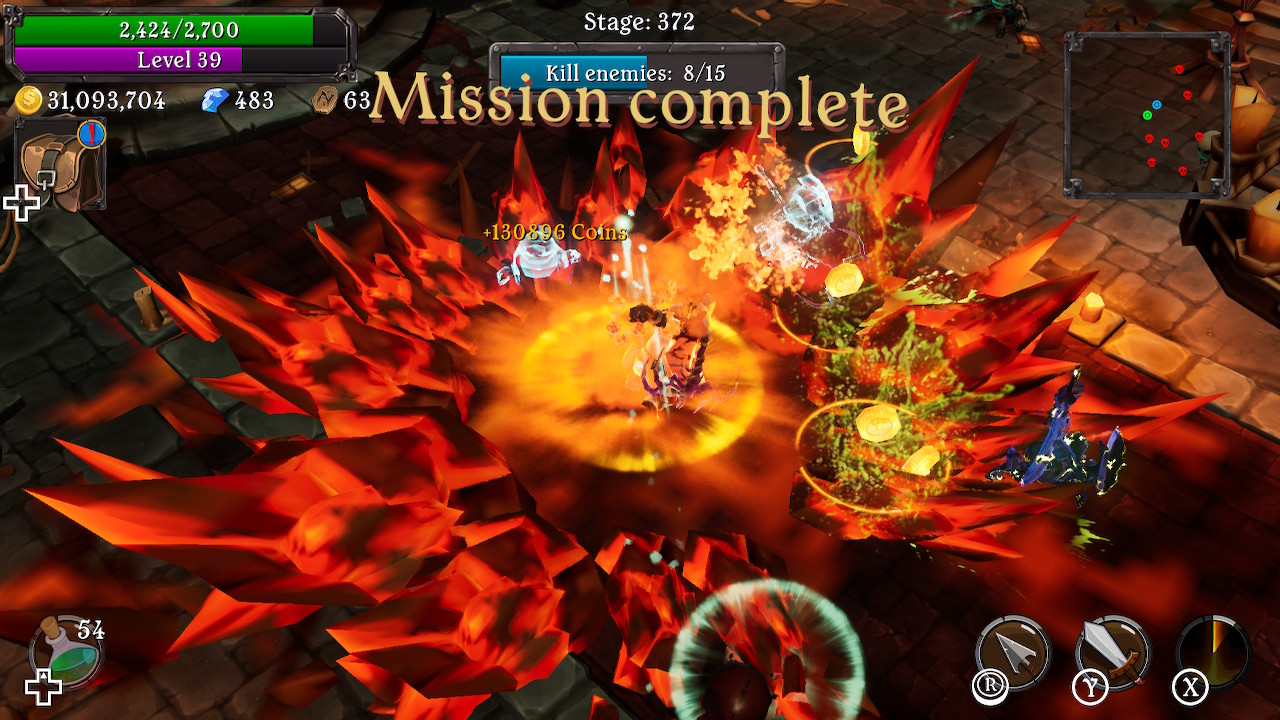 2,424/2,700
Level 39
31,093,704
483
63
Stage: 372
Kill enemies: 8/15
Mission complete
+130896 Coins
54
R
Y
X